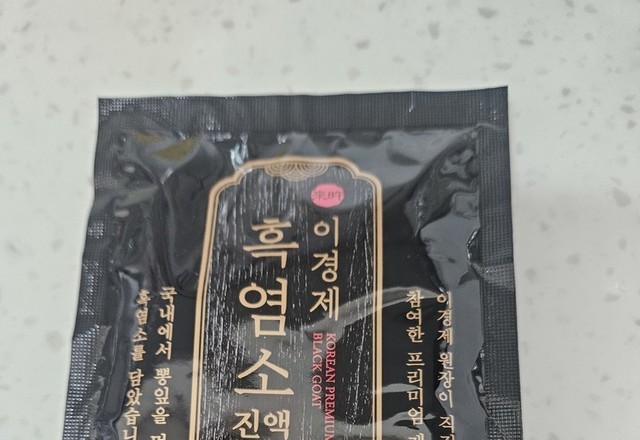 이경제
흑염소
진액
KOREAN PREMIUM
BLACK GOAT
이경제 원장이 직
참여한 프리미엄
국내에서 뽕잎을
흑염소를 담았습니